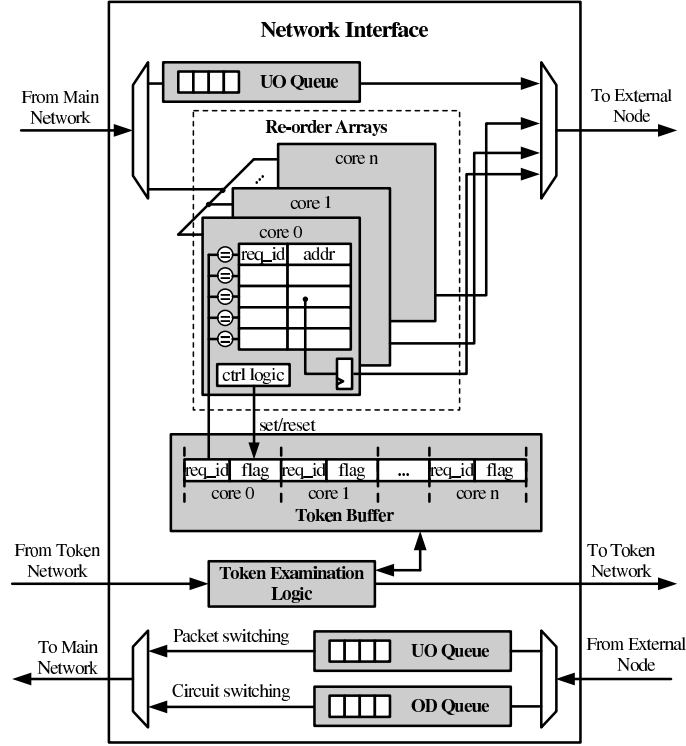 Network Interface
UO Queue
From Main
Network
To External
Node
Re-order Arrays
core n
...
core 1
core 0
req_id addr
ctrl logic
set/reset
req_id flag req_id flag ... req_id flag
core 0 core 1 core n
Token Buffer
From Token
Network
Token Examination
Logic
To Token
Network
To Main
Network
Packet switching
UO Queue
From External
Node
Circuit switching
OD Queue